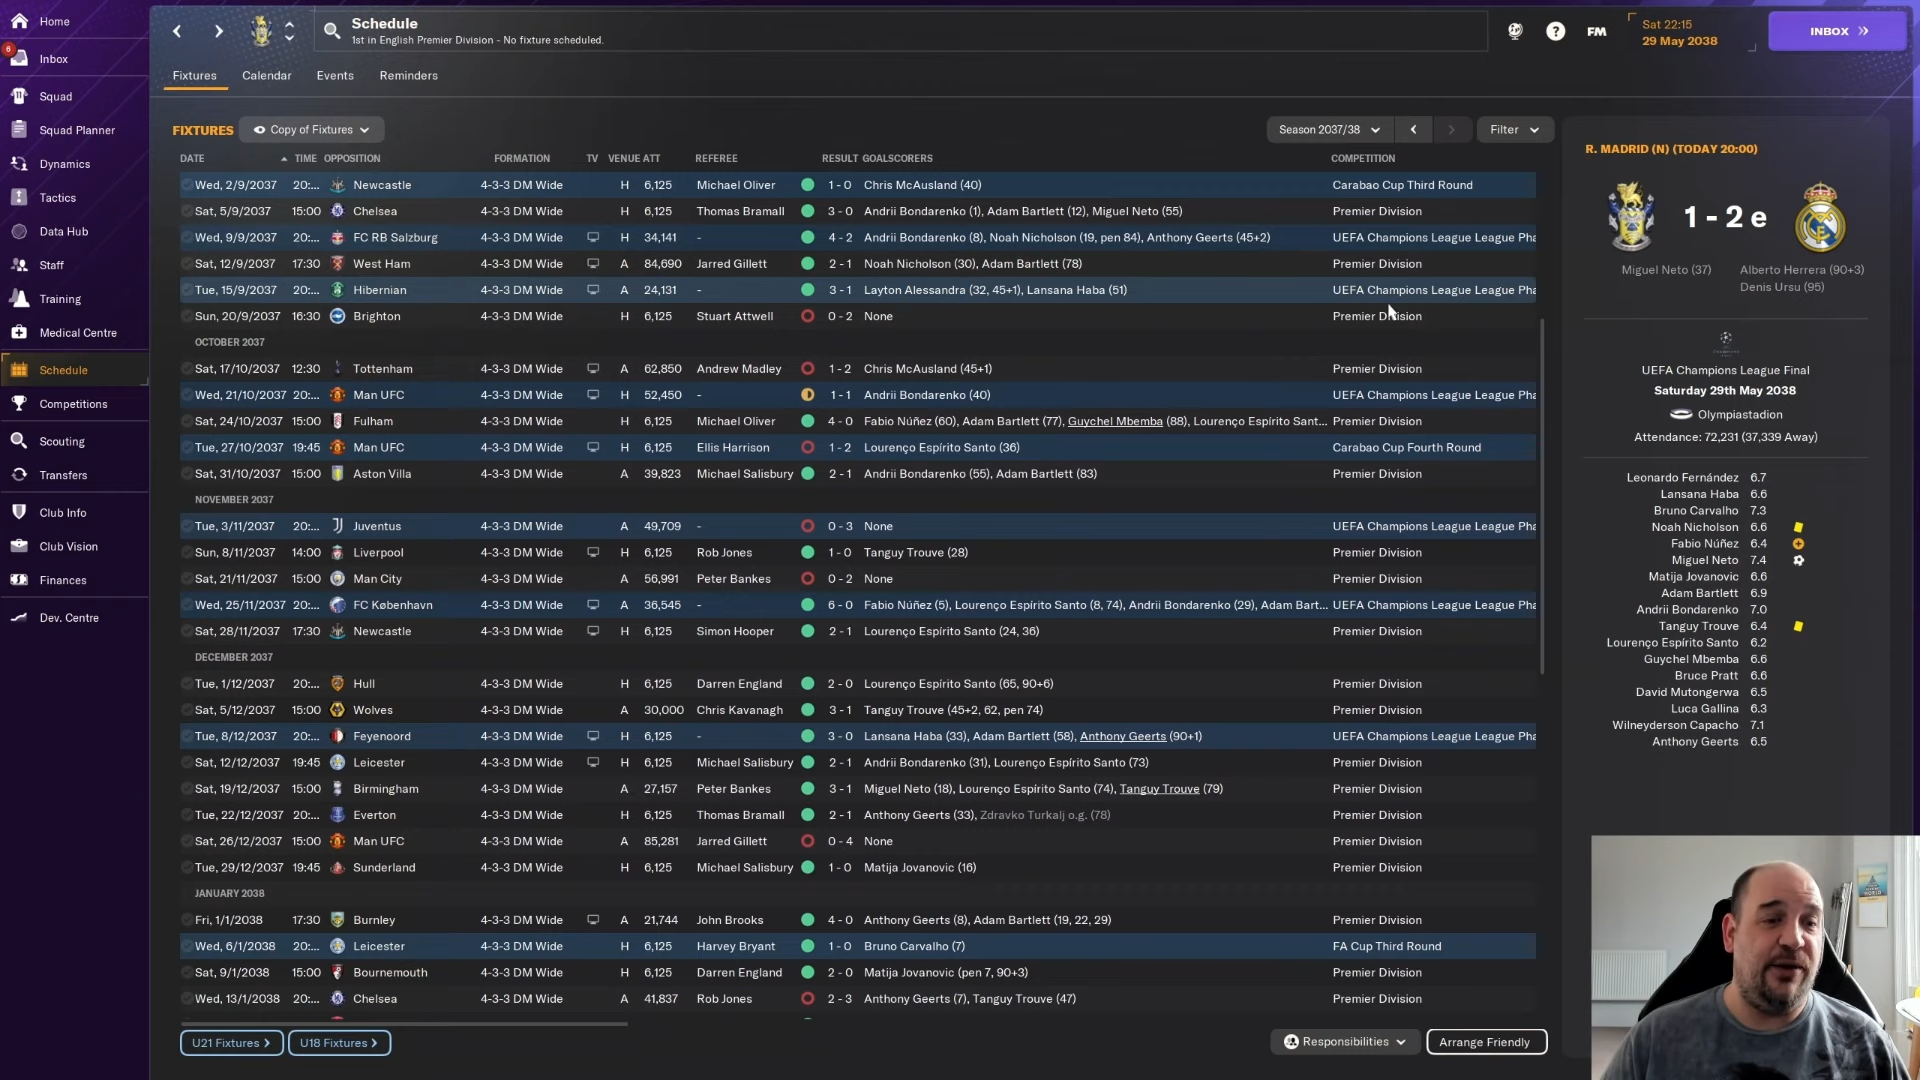 Home
6
Inbox
Squad
Squad Planner
Dynamics
Tactics
Data Hub
Staff
Training
Medical Centre
Schedule
Competitions
Scouting
Transfers
Club Info
Club Vision
Finances
Dev. Centre
Schedule
1st in English Premier Division - No fixture scheduled.
FM
Sat 22:15
29 May 2038
INBOX
Fixtures Calendar Events Reminders
FIXTURES Copy of Fixtures Season 2037/38 Filter
DATE TIME OPPOSITION FORMATION TV VENUE ATT REFEREE RESULT GOALSCORERS COMPETITION
Wed, 2/9/2037 20:... Newcastle 4-3-3 DM Wide H 6,125 Michael Oliver 1 - 0 Chris McAusland (40) Carabao Cup Third Round
Sat, 5/9/2037 15:00 Chelsea 4-3-3 DM Wide H 6,125 Thomas Bramall 3 - 0 Andrii Bondarenko (1), Adam Bartlett (12), Miguel Neto (55) Premier Division
Wed, 9/9/2037 20:... FC RB Salzburg 4-3-3 DM Wide H 34,141 - 4 - 2 Andrii Bondarenko (8), Noah Nicholson (19, pen 84), Anthony Geerts (45+2) UEFA Champions League League Pha
Sat, 12/9/2037 17:30 West Ham 4-3-3 DM Wide A 84,690 Jarred Gillett 2 - 1 Noah Nicholson (30), Adam Bartlett (78) Premier Division
Tue, 15/9/2037 20:... Hibernian 4-3-3 DM Wide A 24,131 - 3 - 1 Layton Alessandra (32, 45+1), Lansana Haba (51) UEFA Champions League League Pha
Sun, 20/9/2037 16:30 Brighton 4-3-3 DM Wide H 6,125 Stuart Attwell 0 - 2 None Premier Division
OCTOBER 2037
Sat, 17/10/2037 12:30 Tottenham 4-3-3 DM Wide A 62,850 Andrew Madley 1 - 2 Chris McAusland (45+1) Premier Division
Wed, 21/10/2037 20:... Man UFC 4-3-3 DM Wide H 52,450 - 1 - 1 Andrii Bondarenko (40) UEFA Champions League League Pha
Sat, 24/10/2037 15:00 Fulham 4-3-3 DM Wide H 6,125 Michael Oliver 4 - 0 Fabio Núñez (60), Adam Bartlett (77), Guychel Mbemba (88), Lourenço Espírito Sant... Premier Division
Tue, 27/10/2037 19:45 Man UFC 4-3-3 DM Wide H 6,125 Ellis Harrison 1 - 2 Lourenço Espírito Santo (36) Carabao Cup Fourth Round
Sat, 31/10/2037 15:00 Aston Villa 4-3-3 DM Wide A 39,823 Michael Salisbury 2 - 1 Andrii Bondarenko (55), Adam Bartlett (83) Premier Division
NOVEMBER 2037
Tue, 3/11/2037 20:... Juventus 4-3-3 DM Wide A 49,709 - 0 - 3 None UEFA Champions League League Pha
Sun, 8/11/2037 14:00 Liverpool 4-3-3 DM Wide H 6,125 Rob Jones 1 - 0 Tanguy Trouve (28) Premier Division
Sat, 21/11/2037 15:00 Man City 4-3-3 DM Wide A 56,991 Peter Bankes 0 - 2 None Premier Division
Wed, 25/11/2037 20:... FC København 4-3-3 DM Wide A 36,545 - 6 - 0 Fabio Núñez (5), Lourenço Espírito Santo (8, 74), Andrii Bondarenko (29), Adam Bart... UEFA Champions League League Pha
Sat, 28/11/2037 17:30 Newcastle 4-3-3 DM Wide H 6,125 Simon Hooper 2 - 1 Lourenço Espírito Santo (24, 36) Premier Division
DECEMBER 2037
Tue, 1/12/2037 20:... Hull 4-3-3 DM Wide H 6,125 Darren England 2 - 0 Lourenço Espírito Santo (65, 90+6) Premier Division
Sat, 5/12/2037 15:00 Wolves 4-3-3 DM Wide A 30,000 Chris Kavanagh 3 - 1 Tanguy Trouve (45+2, 62, pen 74) Premier Division
Tue, 8/12/2037 20:... Feyenoord 4-3-3 DM Wide H 6,125 - 3 - 0 Lansana Haba (33), Adam Bartlett (58), Anthony Geerts (90+1) UEFA Champions League League Pha
Sat, 12/12/2037 19:45 Leicester 4-3-3 DM Wide H 6,125 Michael Salisbury 2 - 1 Andrii Bondarenko (31), Lourenço Espírito Santo (73) Premier Division
Sat, 19/12/2037 15:00 Birmingham 4-3-3 DM Wide A 27,157 Peter Bankes 3 - 1 Miguel Neto (18), Lourenço Espírito Santo (74), Tanguy Trouve (79) Premier Division
Tue, 22/12/2037 20:... Everton 4-3-3 DM Wide H 6,125 Thomas Bramall 2 - 1 Anthony Geerts (33), Zdravko Turkalj o.g. (78) Premier Division
Sat, 26/12/2037 15:00 Man UFC 4-3-3 DM Wide A 85,281 Jarred Gillett 0 - 4 None Premier Division
Tue, 29/12/2037 19:45 Sunderland 4-3-3 DM Wide H 6,125 Michael Salisbury 1 - 0 Matija Jovanovic (16) Premier Division
JANUARY 2038
Fri, 1/1/2038 17:30 Burnley 4-3-3 DM Wide A 21,744 John Brooks 4 - 0 Anthony Geerts (8), Adam Bartlett (19, 22, 29) Premier Division
Wed, 6/1/2038 20:... Leicester 4-3-3 DM Wide H 6,125 Harvey Bryant 1 - 0 Bruno Carvalho (7) FA Cup Third Round
Sat, 9/1/2038 15:00 Bournemouth 4-3-3 DM Wide H 6,125 Darren England 2 - 0 Matija Jovanovic (pen 7, 90+3) Premier Division
Wed, 13/1/2038 20:... Chelsea 4-3-3 DM Wide A 41,837 Rob Jones 2 - 3 Anthony Geerts (7), Tanguy Trouve (47) Premier Division
U21 Fixtures U18 Fixtures Responsibilities Arrange Friendly
R. MADRID (N) (TODAY 20:00)
1 - 2 e
Miguel Neto (37) Alberto Herrera (90+3)
Denis Ursu (95)
UEFA Champions League Final
Saturday 29th May 2038
Olympiastadion
Attendance: 72,231 (37,339 Away)
Leonardo Fernández 6.7
Lansana Haba 6.6
Bruno Carvalho 7.3
Noah Nicholson 6.6
Fabio Núñez 6.4
Miguel Neto 7.4
Matija Jovanovic 6.6
Adam Bartlett 6.9
Andrii Bondarenko 7.0
Tanguy Trouve 6.4
Lourenço Espírito Santo 6.2
Guychel Mbemba 6.6
Bruce Pratt 6.6
David Mutongerwa 6.5
Luca Gallina 6.3
Wilneyderson Capacho 7.1
Anthony Geerts 6.5